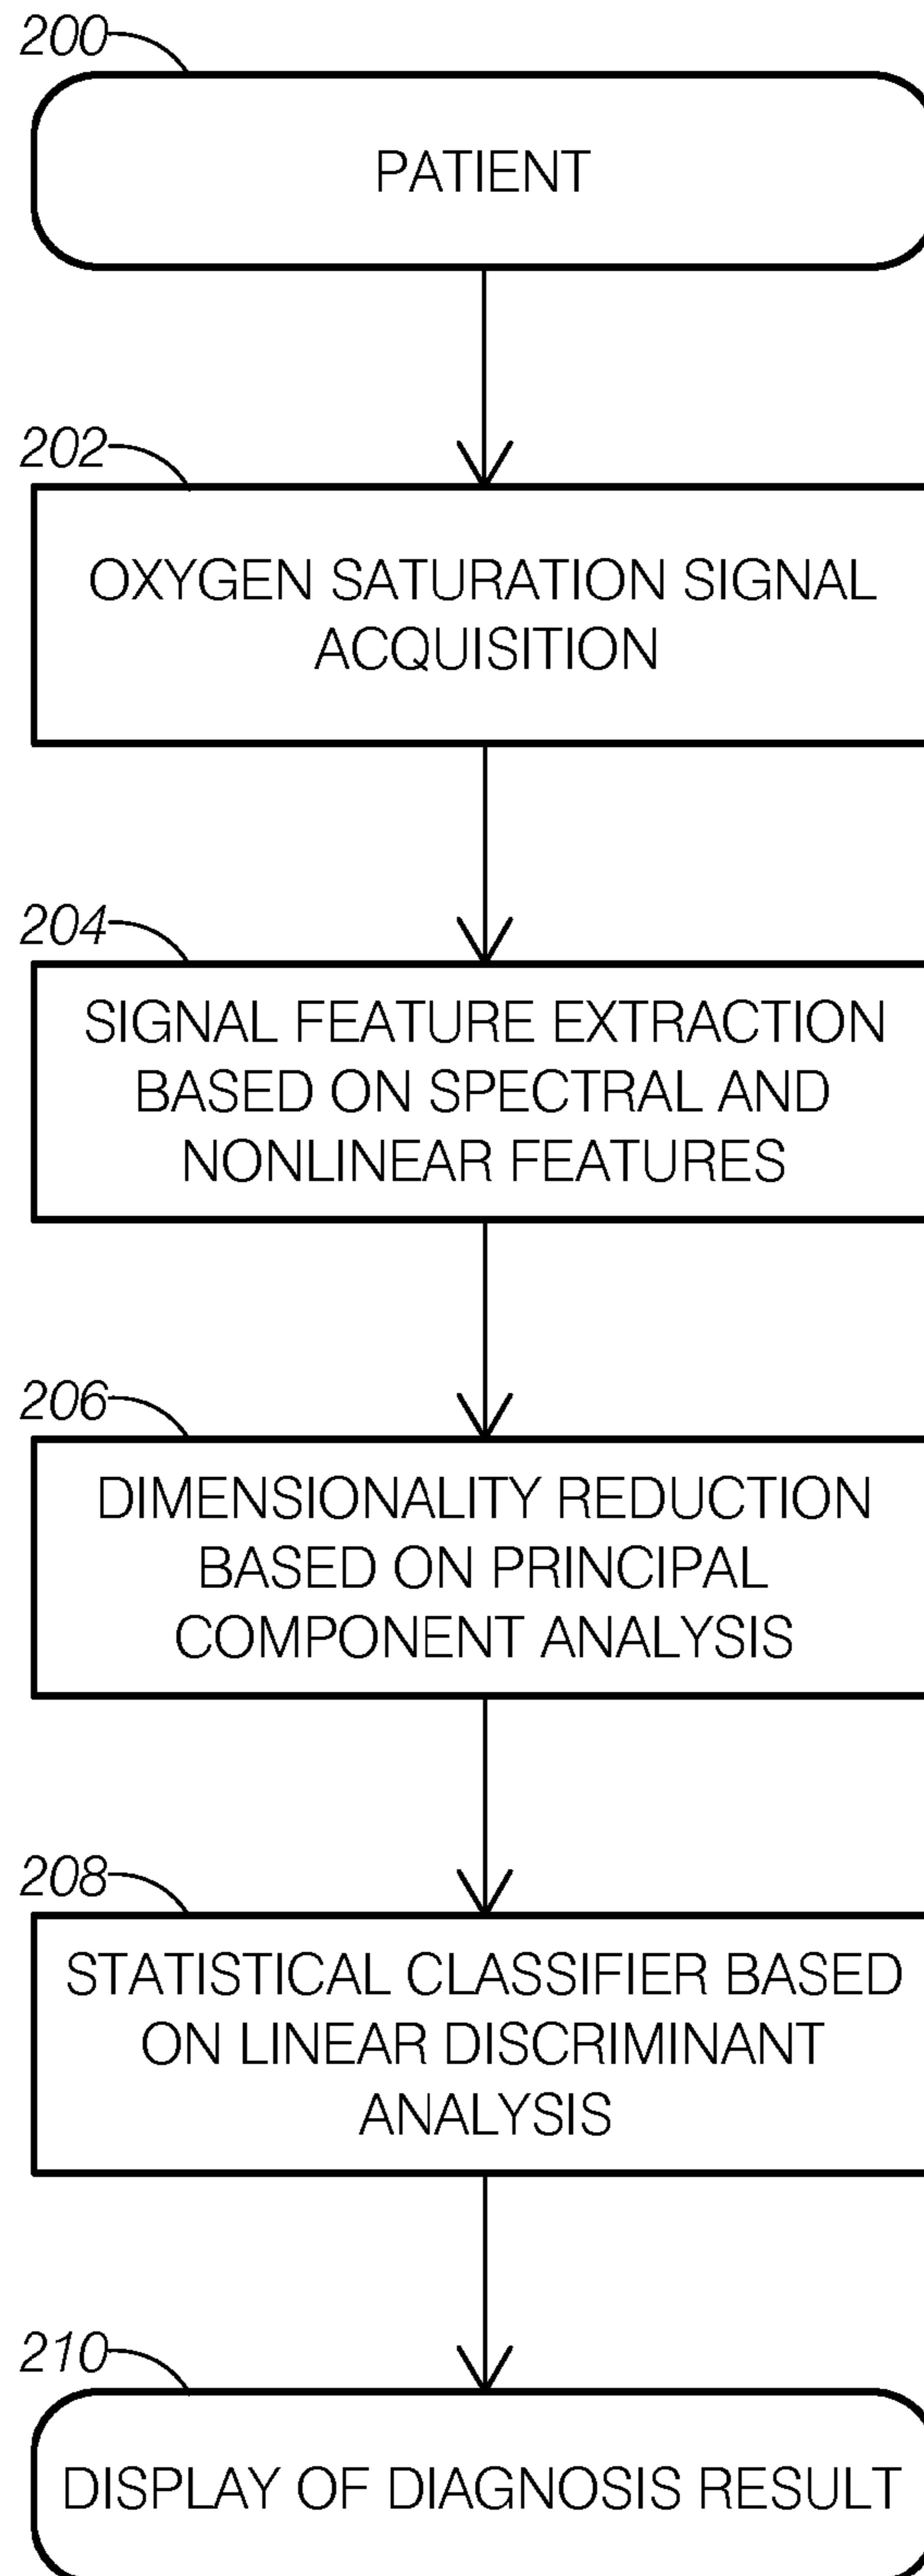 200
PATIENT
202
OXYGEN SATURATION SIGNAL
ACQUISITION
204
SIGNAL FEATURE EXTRACTION
BASED ON SPECTRAL AND
NONLINEAR FEATURES
206
DIMENSIONALITY REDUCTION
BASED ON PRINCIPAL
COMPONENT ANALYSIS
208
STATISTICAL CLASSIFIER BASED
ON LINEAR DISCRIMINANT
ANALYSIS
210
DISPLAY OF DIAGNOSIS RESULT